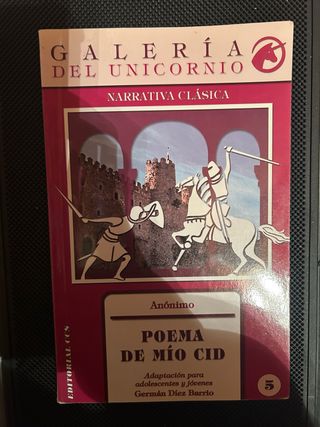 GALERÍA
DEL UNICORNIO
NARRATIVA CLÁSICA
Anónimo
POEMA
DE MÍO CID
Adaptación para
adolescentes y jóvenes
Germán Díez Barrio
EDITORIAL CCS
5